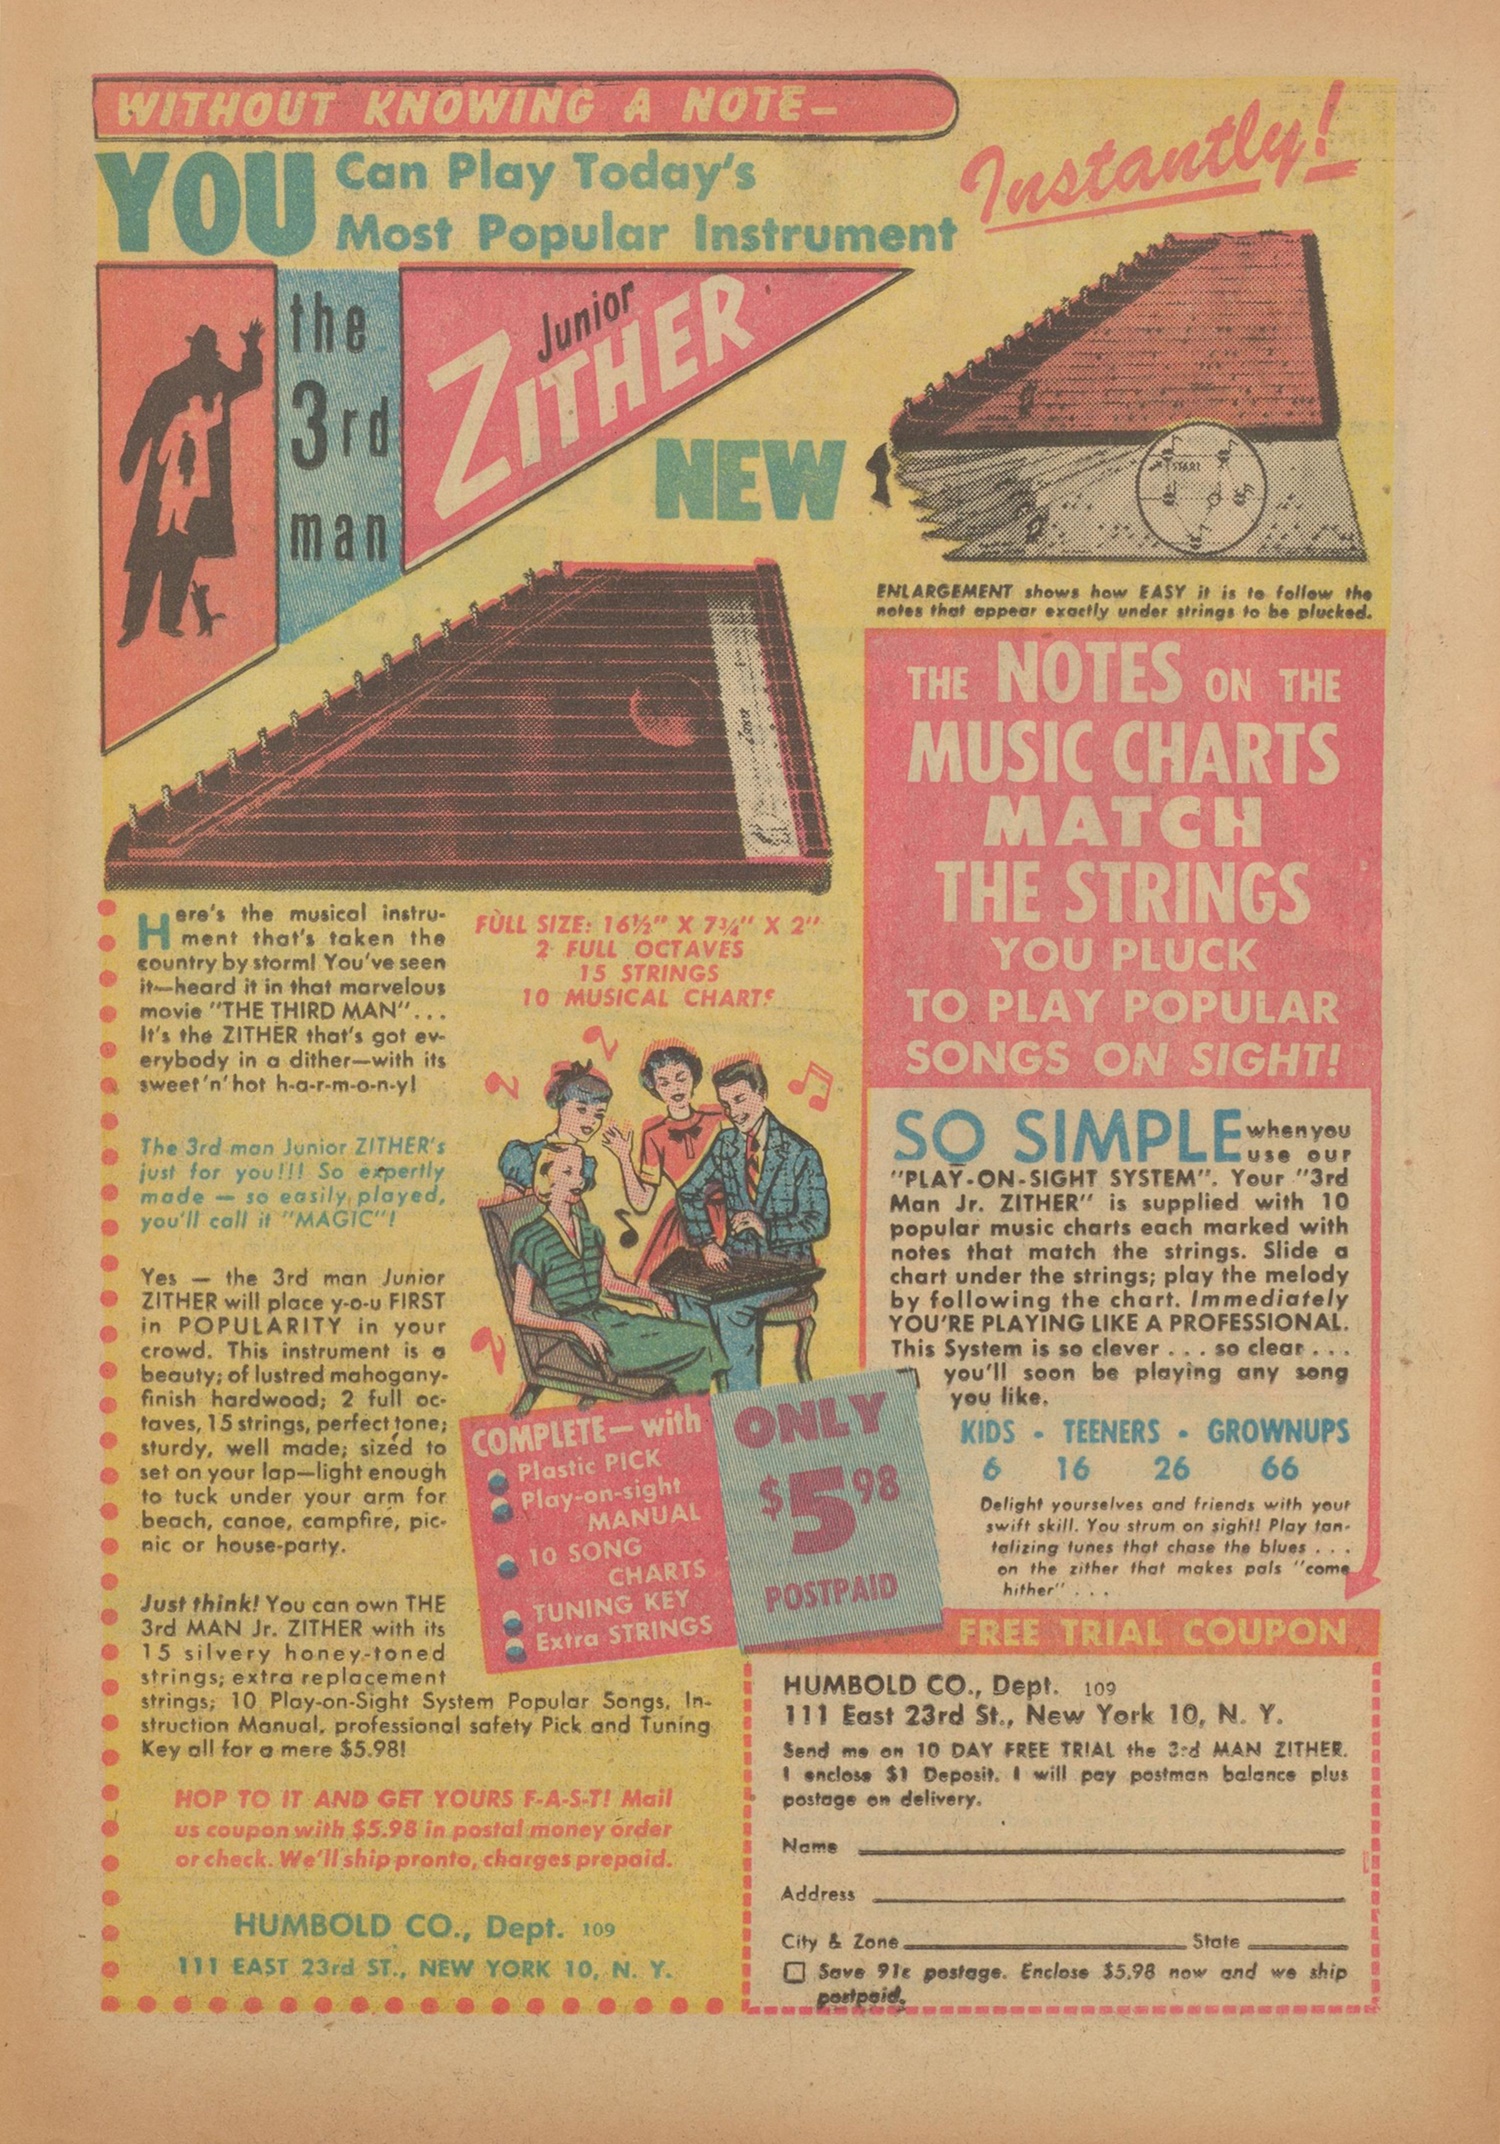 WITHOUT KNOWING A NOTE—
YOU Can Play Today's
Most Popular Instrument
Instantly!
the
3rd
man
Junior
ZITHER
NEW
START
ENLARGEMENT shows how EASY it is to follow the
notes that appear exactly under strings to be plucked.
THE NOTES ON THE
MUSIC CHARTS
MATCH
THE STRINGS
YOU PLUCK
TO PLAY POPULAR
SONGS ON SIGHT!
Here's the musical instru-
ment that's taken the
country by storm! You've seen
it—heard it in that marvelous
movie "THE THIRD MAN"...
It's the ZITHER that's got ev-
erybody in a dither—with its
sweet 'n' hot h-a-r-m-o-n-y!
The 3rd man Junior ZITHER's
just for you!!! So expertly
made — so easily played,
you'll call it "MAGIC"!
Yes — the 3rd man Junior
ZITHER will place y-o-u FIRST
in POPULARITY in your
crowd. This instrument is a
beauty; of lustred mahogany-
finish hardwood; 2 full oc-
taves, 15 strings, perfect tone;
sturdy, well made; sized to
set on your lap—light enough
to tuck under your arm for
beach, canoe, campfire, pic-
nic or house-party.
Just think! You can own THE
3rd MAN Jr. ZITHER with its
15 silvery honey-toned
strings; extra replacement
strings; 10 Play-on-Sight System Popular Songs, In-
struction Manual, professional safety Pick and Tuning
Key all for a mere $5.98!
HOP TO IT AND GET YOURS F-A-S-T! Mail
us coupon with $5.98 in postal money order
or check. We'll ship pronto, charges prepaid.
HUMBOLD CO., Dept. 109
111 EAST 23rd ST., NEW YORK 10, N. Y.
FULL SIZE: 16½" X 7¾" X 2"
2 FULL OCTAVES
15 STRINGS
10 MUSICAL CHARTS
COMPLETE— with
Plastic PICK
Play-on-sight
MANUAL
10 SONG
CHARTS
TUNING KEY
Extra STRINGS
ONLY
$5.98
POSTPAID
SO SIMPLE when you
use our
"PLAY-ON-SIGHT SYSTEM". Your "3rd
Man Jr. ZITHER" is supplied with 10
popular music charts each marked with
notes that match the strings. Slide a
chart under the strings; play the melody
by following the chart. Immediately
YOU'RE PLAYING LIKE A PROFESSIONAL.
This System is so clever . . . so clear . . .
you'll soon be playing any song
you like.
KIDS - TEENERS - GROWNUPS
6 16 26 66
Delight yourselves and friends with your
swift skill. You strum on sight! Play tan-
talizing tunes that chase the blues . . .
on the zither that makes pals "come
hither" . . .
FREE TRIAL COUPON
HUMBOLD CO., Dept. 109
111 East 23rd St., New York 10, N. Y.
Send me on 10 DAY FREE TRIAL the 3rd MAN ZITHER.
I enclose $1 Deposit. I will pay postman balance plus
postage on delivery.
Name
Address
City & Zone State
Save 91c postage. Enclose $5.98 now and we ship
postpaid.